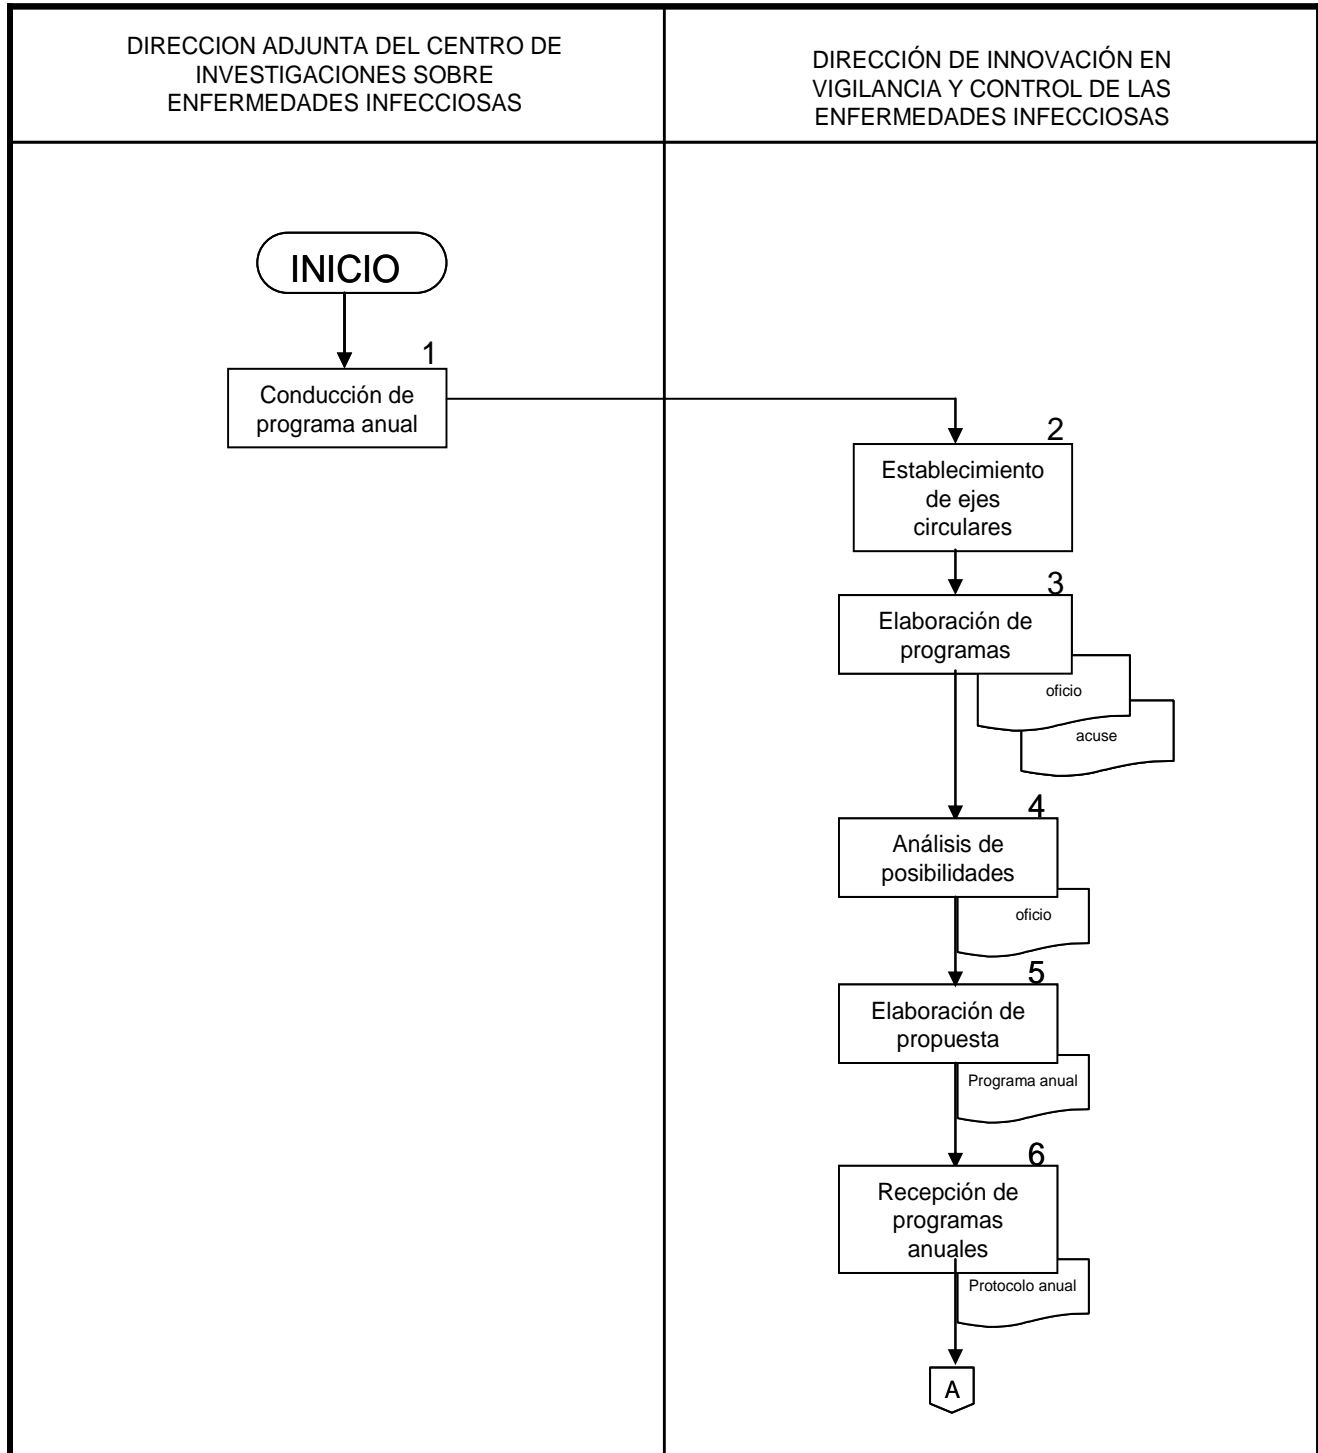 DIRECCION ADJUNTA DEL CENTRO DE
INVESTIGACIONES SOBRE
ENFERMEDADES INFECCIOSAS
DIRECCIÓN DE INNOVACIÓN EN
VIGILANCIA Y CONTROL DE LAS
ENFERMEDADES INFECCIOSAS
INICIO
1
Conducción de
programa anual
2
Establecimiento
de ejes
circulares
3
Elaboración de
programas
oficio
acuse
4
Análisis de
posibilidades
oficio
5
Elaboración de
propuesta
Programa anual
6
Recepción de
programas
anuales
Protocolo anual
A